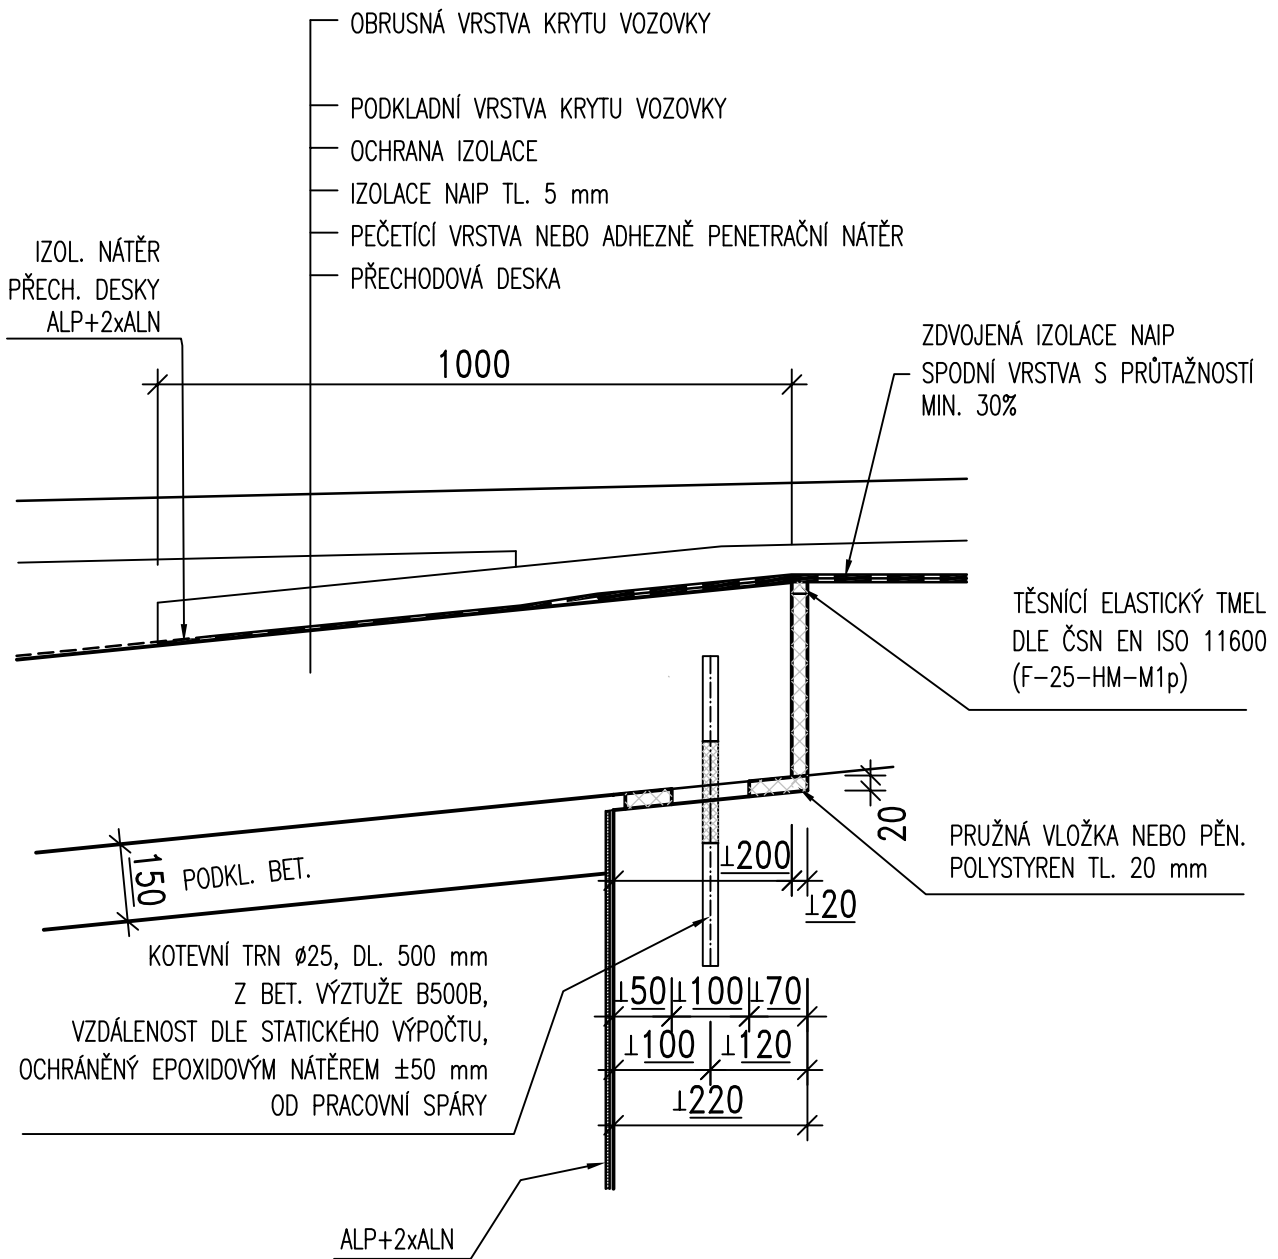 OBRUSNÁ VRSTVA KRYTU VOZOVKY
PODKLADNÍ VRSTVA KRYTU VOZOVKY
OCHRANA IZOLACE
IZOLACE NAIP TL. 5 mm
PEČETÍCÍ VRSTVA NEBO ADHEZNĚ PENETRAČNÍ NÁTĚR
PŘECHODOVÁ DESKA
IZOL. NÁTĚR
PŘECH. DESKY
ALP+2xALN
1000
ZDVOJENÁ IZOLACE NAIP
SPODNÍ VRSTVA S PRŮTAŽNOSTÍ
MIN. 30%
TĚSNÍCÍ ELASTICKÝ TMEL
DLE ČSN EN ISO 11600
(F-25-HM-M1p)
20
PRUŽNÁ VLOŽKA NEBO PĚN.
POLYSTYREN TL. 20 mm
150
PODKL. BET.
⊥200
⊥20
KOTEVNÍ TRN ø25, DL. 500 mm
Z BET. VÝZTUŽE B500B,
VZDÁLENOST DLE STATICKÉHO VÝPOČTU,
OCHRÁNĚNÝ EPOXIDOVÝM NÁTĚREM ±50 mm
OD PRACOVNÍ SPÁRY
⊥50 ⊥100 ⊥70
⊥100 ⊥120
⊥220
ALP+2xALN